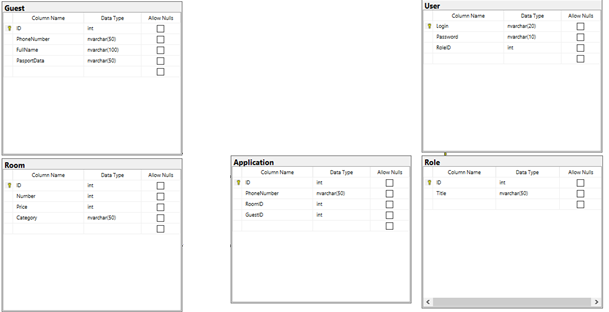 Guest
Column Name Data Type Allow Nulls
ID int
PhoneNumber nvarchar(50)
FullName nvarchar(100)
PasportData nvarchar(50)
User
Column Name Data Type Allow Nulls
Login nvarchar(20)
Password nvarchar(10)
RoleID int
Room
Column Name Data Type Allow Nulls
ID int
Number int
Price int
Category nvarchar(50)
Application
Column Name Data Type Allow Nulls
ID int
PhoneNumber nvarchar(50)
RoomID int
GuestID int
Role
Column Name Data Type Allow Nulls
ID int
Title nvarchar(50)